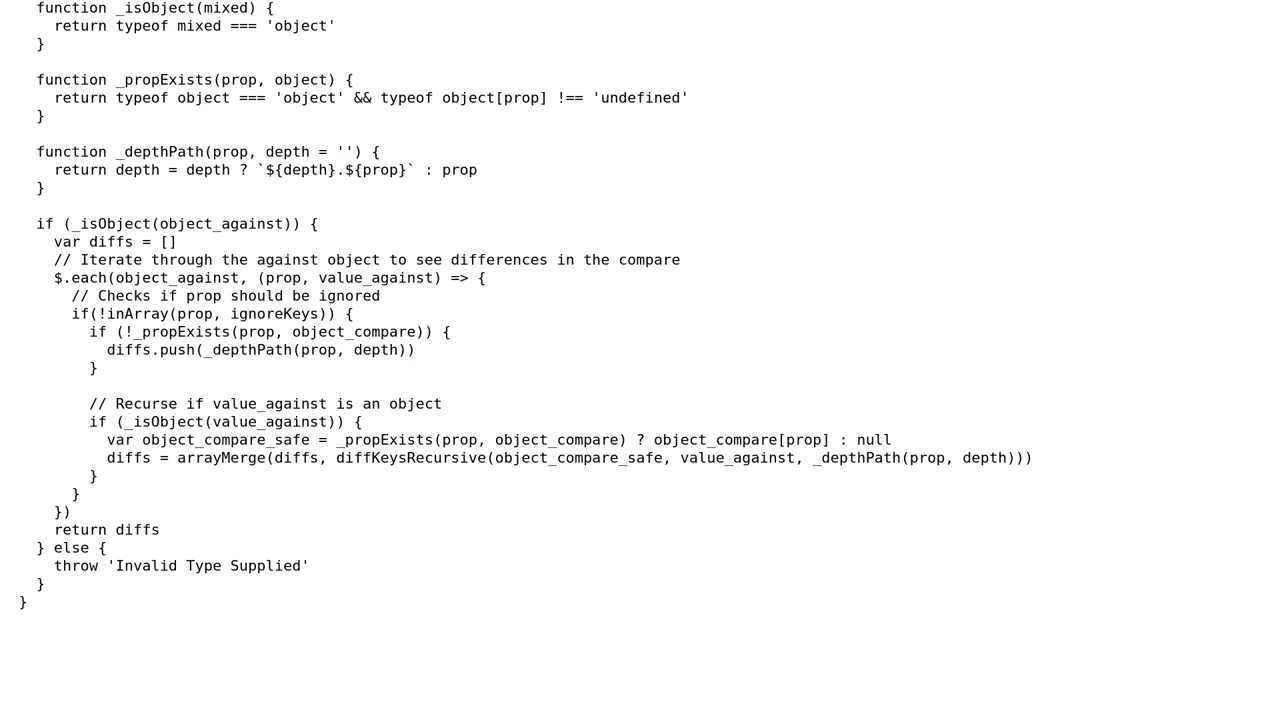 function _isObject(mixed) {
return typeof mixed === 'object'
}
function _propExists(prop, object) {
return typeof object === 'object' && typeof object[prop] !== 'undefined'
}
function _depthPath(prop, depth = '') {
return depth = depth ? `${depth}.${prop}` : prop
}
if (_isObject(object_against)) {
var diffs = []
// Iterate through the against object to see differences in the compare
$.each(object_against, (prop, value_against) => {
// Checks if prop should be ignored
if(!inArray(prop, ignoreKeys)) {
if (!_propExists(prop, object_compare)) {
diffs.push(_depthPath(prop, depth))
}
// Recurse if value_against is an object
if (_isObject(value_against)) {
var object_compare_safe = _propExists(prop, object_compare) ? object_compare[prop] : null
diffs = arrayMerge(diffs, diffKeysRecursive(object_compare_safe, value_against, _depthPath(prop, depth)))
}
}
})
return diffs
} else {
throw 'Invalid Type Supplied'
}
}